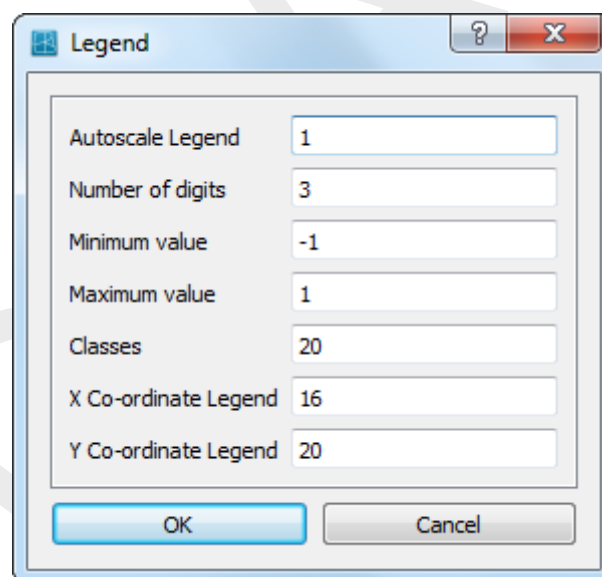 Legend
Autoscale Legend 1
Number of digits 3
Minimum value -1
Maximum value 1
Classes 20
X Co-ordinate Legend 16
Y Co-ordinate Legend 20
OK Cancel